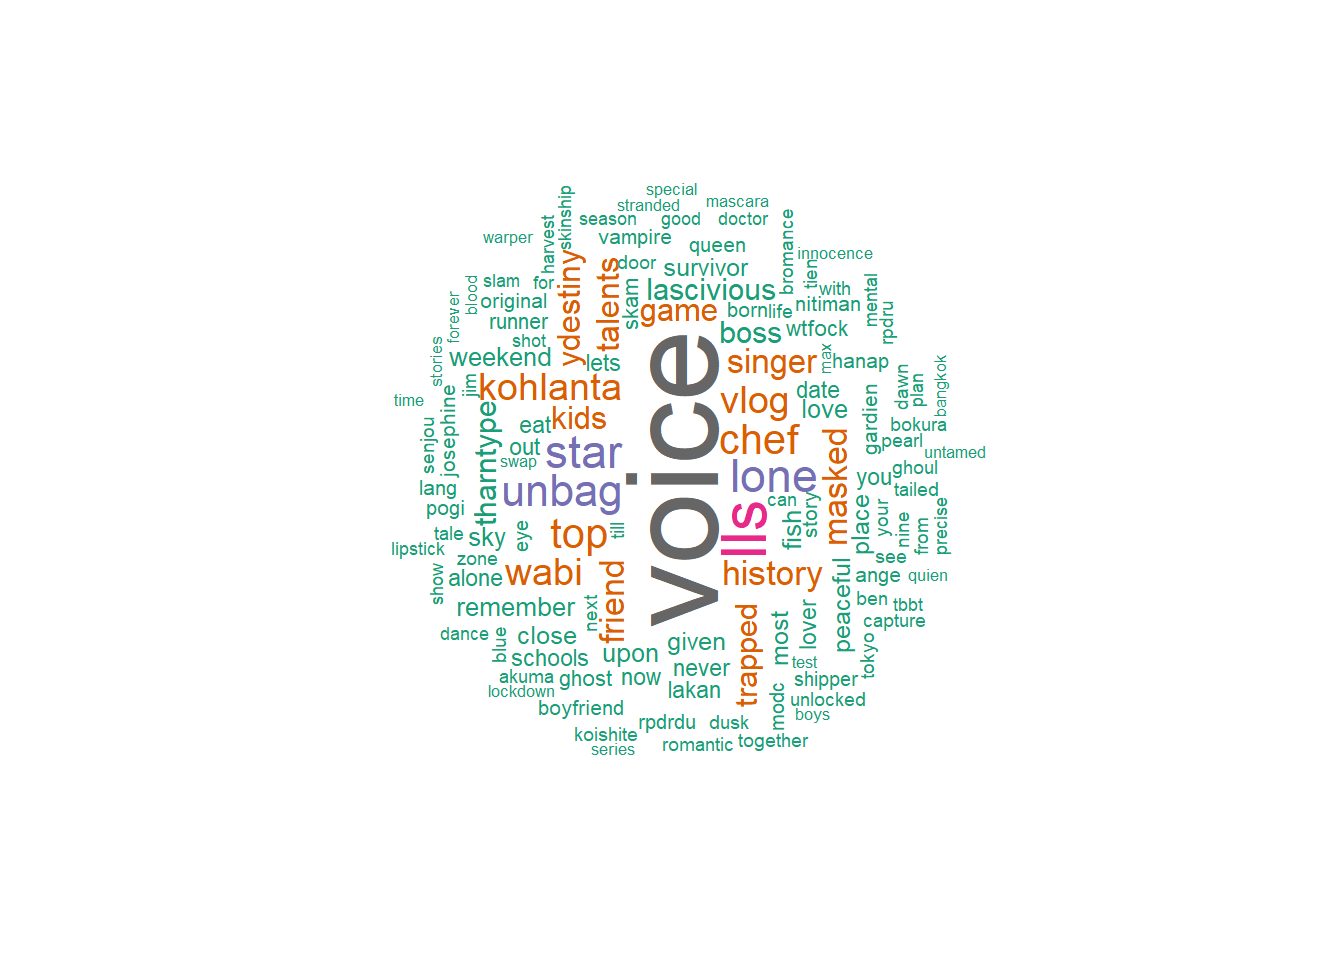 special
stranded
mascara
skinship
season
good
doctor
harvest
warper
vampire
queen
bromance
innocence
door
survivor
tien
ydestiny
talents
slam
for
blood
skam
lascivious
with
mental
original
game
born
life
nitiman
rpdru
forever
runner
boss
wtfock
shot
stories
weekend
lets
voice
singer
max
hanap
jim
kohlanta
date
dawn
plan
bangkok
time
josephine
kids
vlog
love
gardien
bokura
senjou
tharntype
eat
out
star
chef
masked
pearl
untamed
swap
lone
you
ghoul
lang
unbag
can
tailed
pogi
story
your
tale
sky
eye
top
till
lls
fish
place
nine
from
precise
lipstick
zone
see
show
alone
wabi
friend
history
peaceful
ange
quien
remember
next
trapped
lover
ben
tbbt
capture
dance
blue
close
given
most
tokyo
schools
upon
never
test
akuma
ghost
now
lakan
shipper
lockdown
modc
unlocked
boyfriend
boys
rpdrdu
dusk
koishite
romantic
together
series